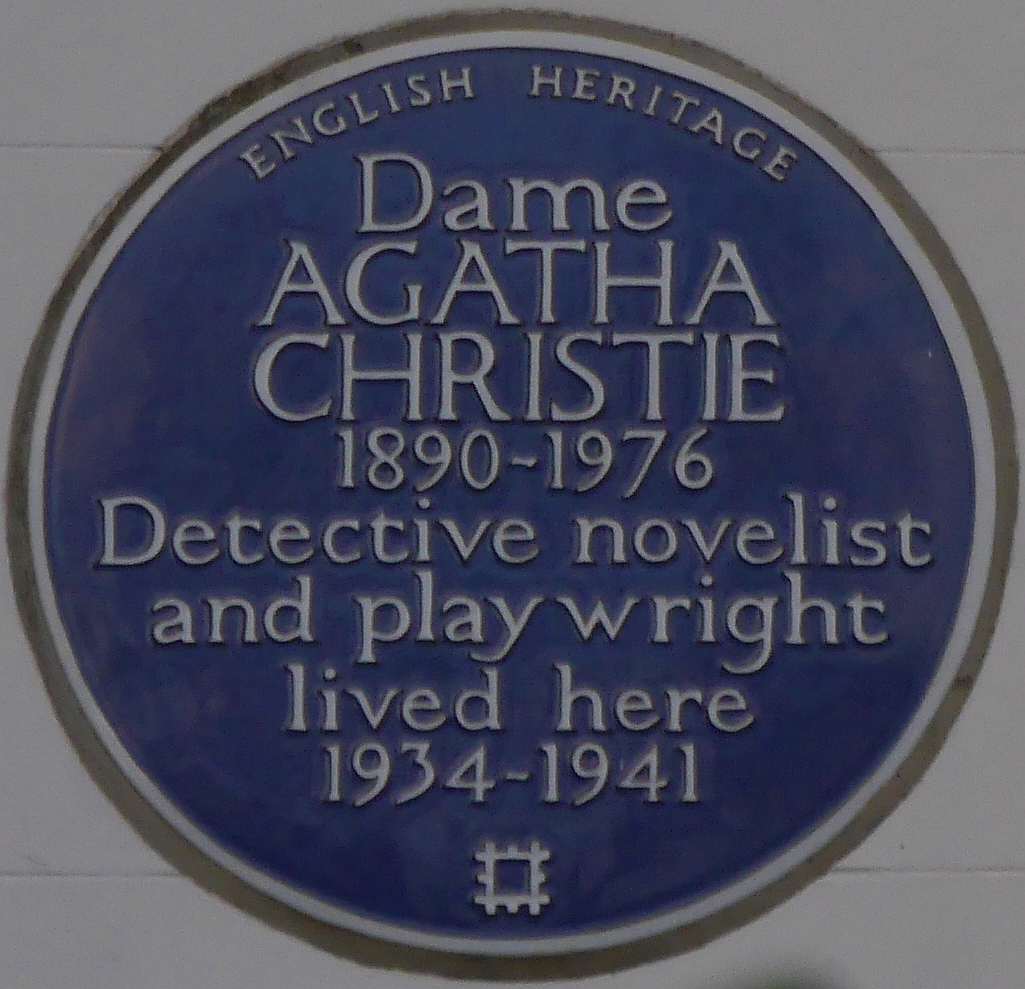 ENGLISH HERITAGE
Dame
AGATHA
CHRISTIE
1890-1976
Detective novelist
and playwright
lived here
1934-1941